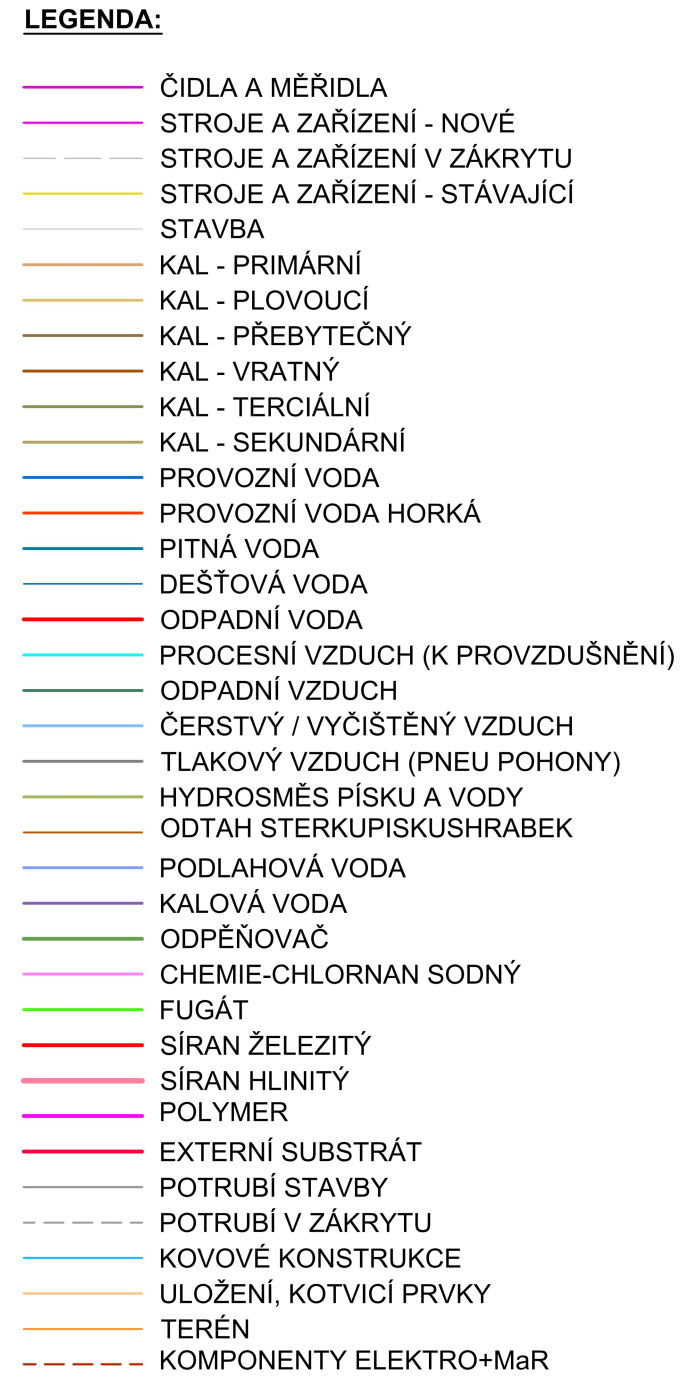 LEGENDA:
ČIDLA A MĚŘIDLA
STROJE A ZAŘÍZENÍ - NOVÉ
STROJE A ZAŘÍZENÍ V ZÁKRYTU
STROJE A ZAŘÍZENÍ - STÁVAJÍCÍ
STAVBA
KAL - PRIMÁRNÍ
KAL - PLOVOUCÍ
KAL - PŘEBYTEČNÝ
KAL - VRATNÝ
KAL - TERCIÁLNÍ
KAL - SEKUNDÁRNÍ
PROVOZNÍ VODA
PROVOZNÍ VODA HORKÁ
PITNÁ VODA
DEŠŤOVÁ VODA
ODPADNÍ VODA
PROCESNÍ VZDUCH (K PROVZDUŠNĚNÍ)
ODPADNÍ VZDUCH
ČERSTVÝ / VYČIŠTĚNÝ VZDUCH
TLAKOVÝ VZDUCH (PNEU POHONY)
HYDROSMĚS PÍSKU A VODY
ODTAH STERKUPISKUSHRABEK
PODLAHOVÁ VODA
KALOVÁ VODA
ODPĚŇOVAČ
CHEMIE-CHLORNAN SODNÝ
FUGÁT
SÍRAN ŽELEZITÝ
SÍRAN HLINITÝ
POLYMER
EXTERNÍ SUBSTRÁT
POTRUBÍ STAVBY
POTRUBÍ V ZÁKRYTU
KOVOVÉ KONSTRUKCE
ULOŽENÍ, KOTVICÍ PRVKY
TERÉN
KOMPONENTY ELEKTRO+MaR